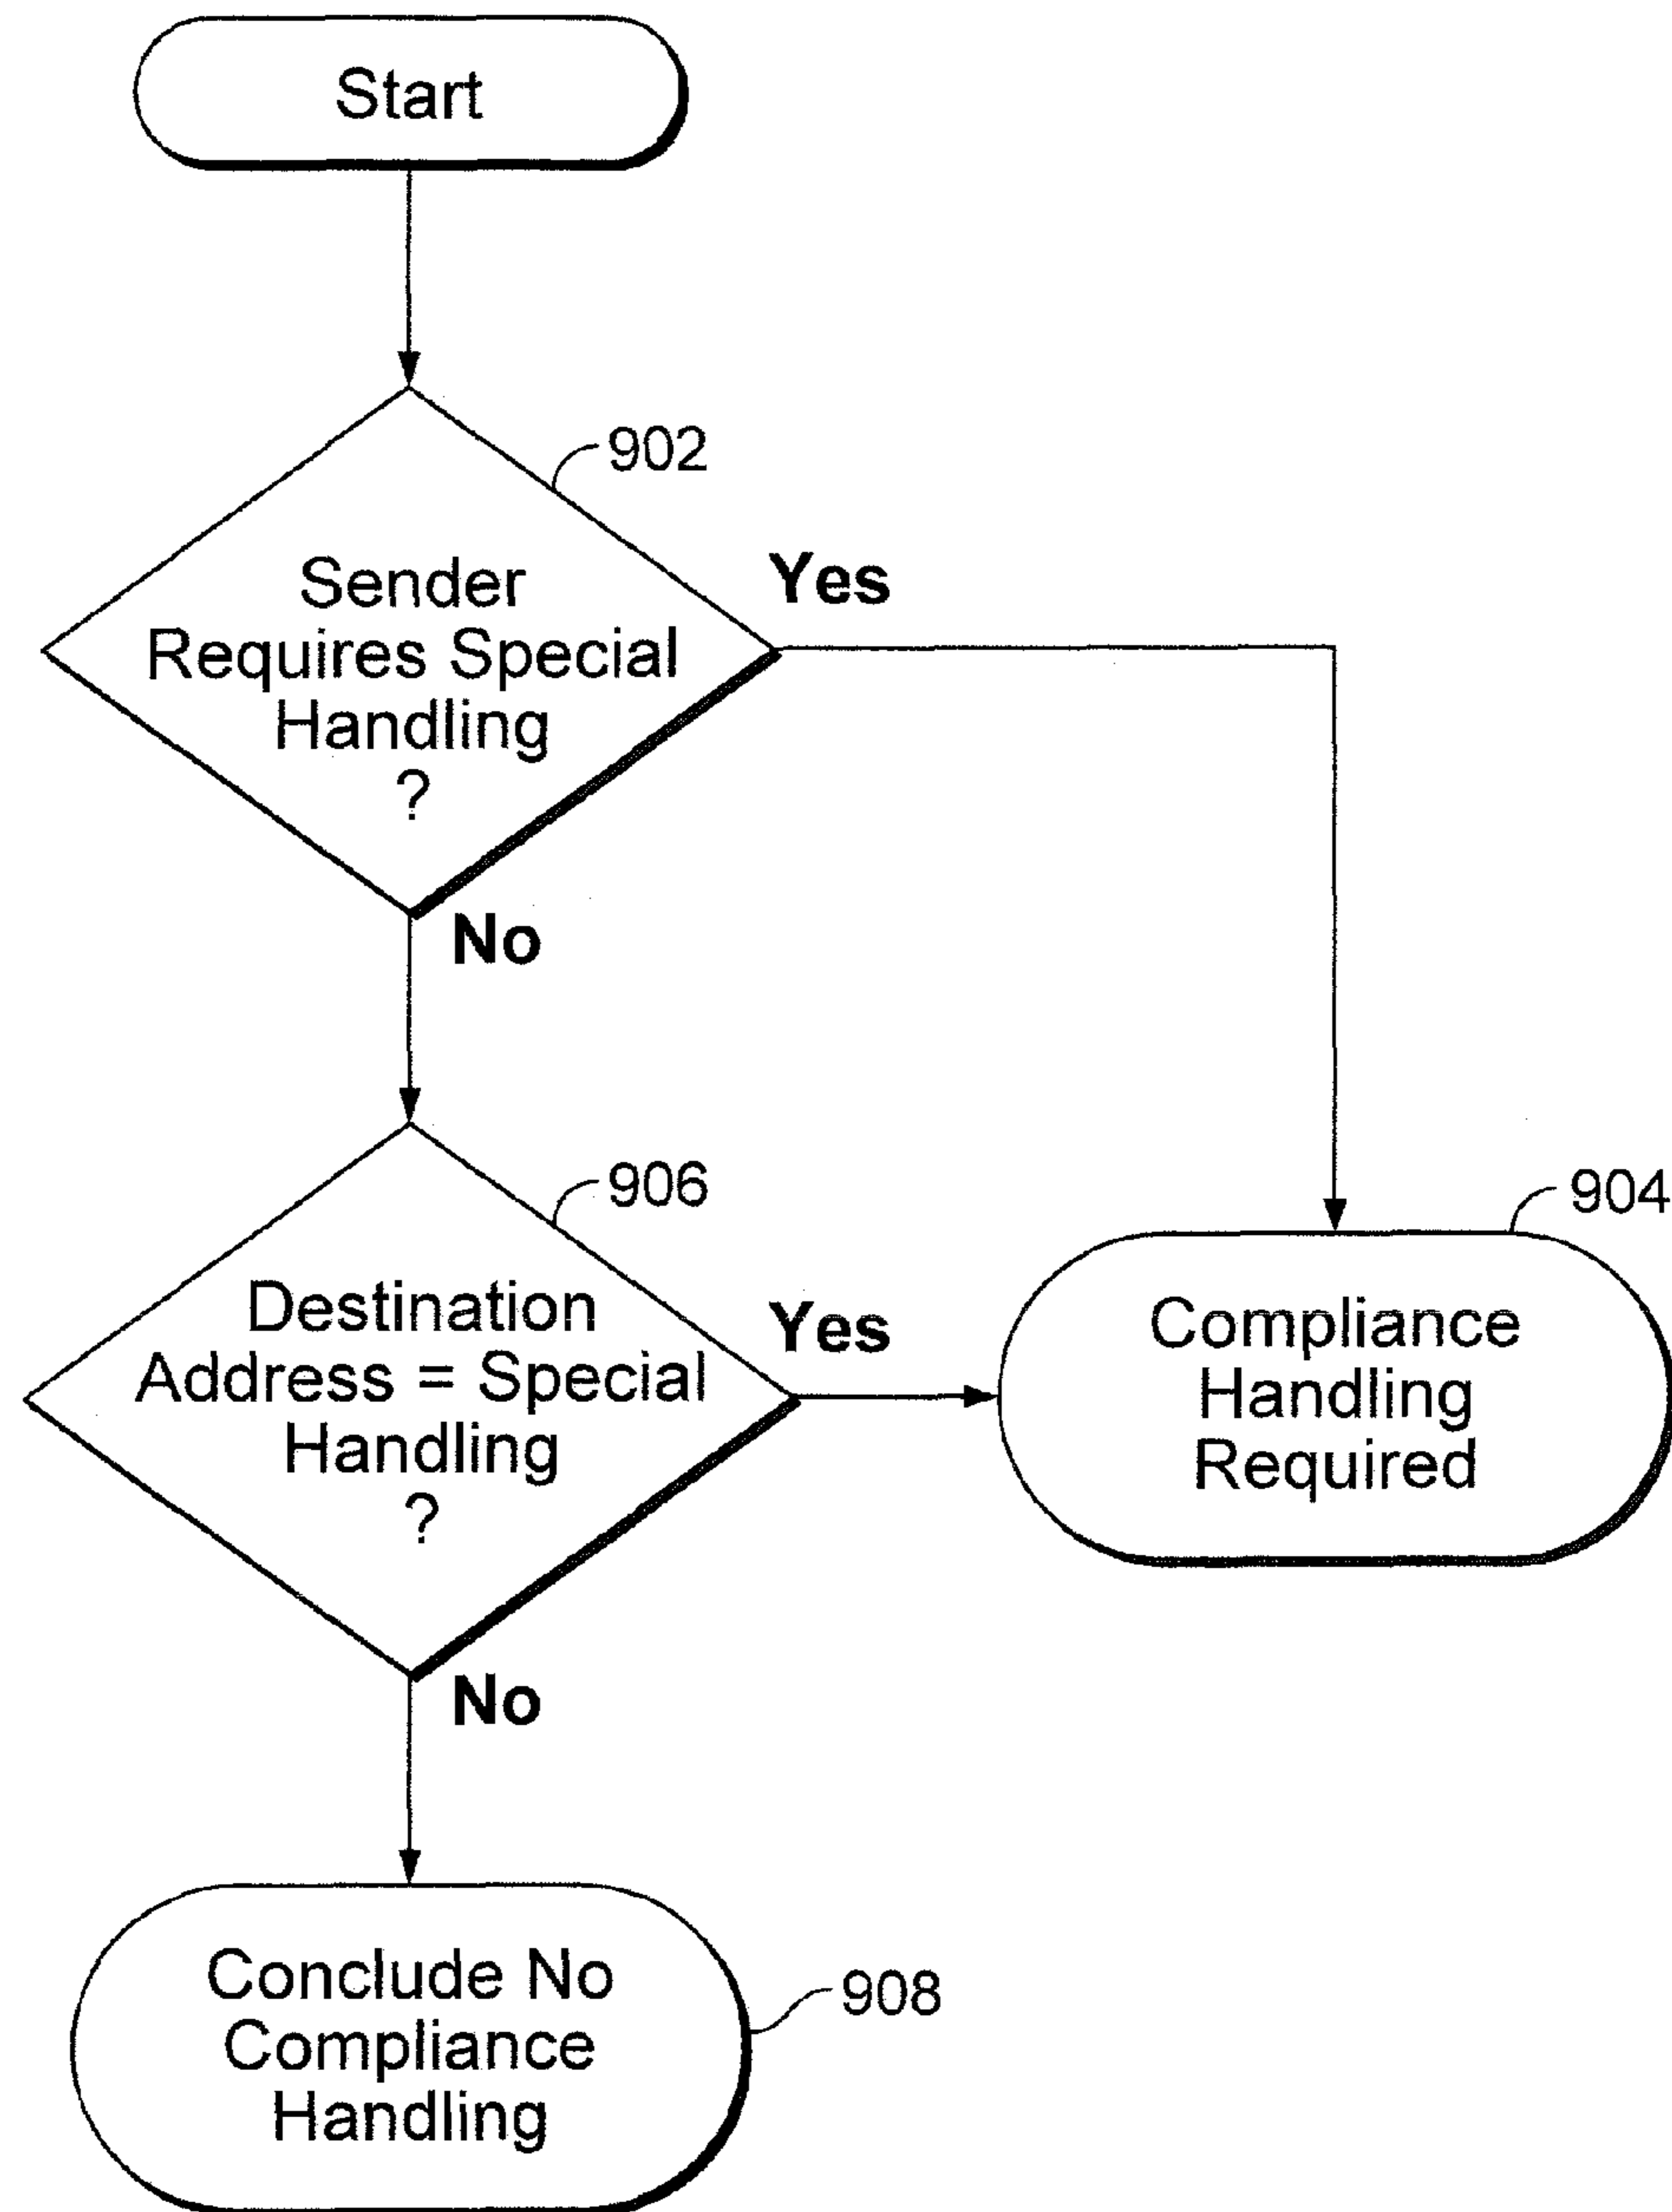 Start
902
Sender
Requires Special
Handling
?
Yes
No
906
Destination
Address = Special
Handling
?
Yes
904
Compliance
Handling
Required
No
Conclude No
Compliance
Handling
908